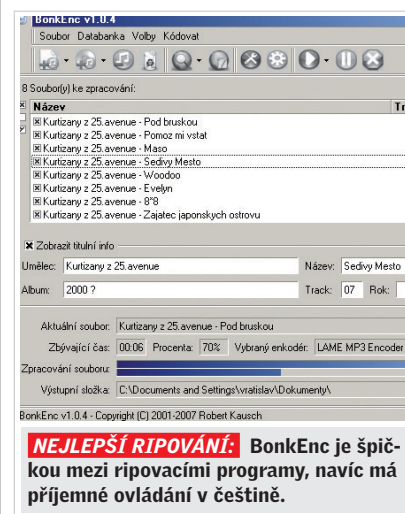 BonkEnc v1.0.4
Soubor Databanka Volby Kódovat
8 Soubor(y) ke zpracování:
Název
Kurtizany z 25.avenue - Pod bruskou
Kurtizany z 25.avenue - Pomoz mi vstat
Kurtizany z 25.avenue - Maso
Kurtizany z 25.avenue - Sedivy Mesto
Kurtizany z 25.avenue - Woodoo
Kurtizany z 25.avenue - Evelyn
Kurtizany z 25.avenue - 8°8
Kurtizany z 25.avenue - Zajatec japonskych ostrovu
Zobrazit titulní info
Umělec: Kurtizany z 25.avenue Název: Sedivy Mesto
Album: 2000 ? Track: 07 Rok:
Aktuální soubor: Kurtizany z 25.avenue - Pod bruskou
Zbývající čas: 00:06 Procenta: 70% Vybraný enkodér: LAME MP3 Encoder
Zpracování souboru:
Výstupní složka: C:\Documents and Settings\vratislav\Dokumenty\
BonkEnc v1.0.4 - Copyright (C) 2001-2007 Robert Kausch
NEJLEPŠÍ RIPOVÁNÍ: BonkEnc je špič-
kou mezi ripovacími programy, navíc má
příjemné ovládání v češtině.